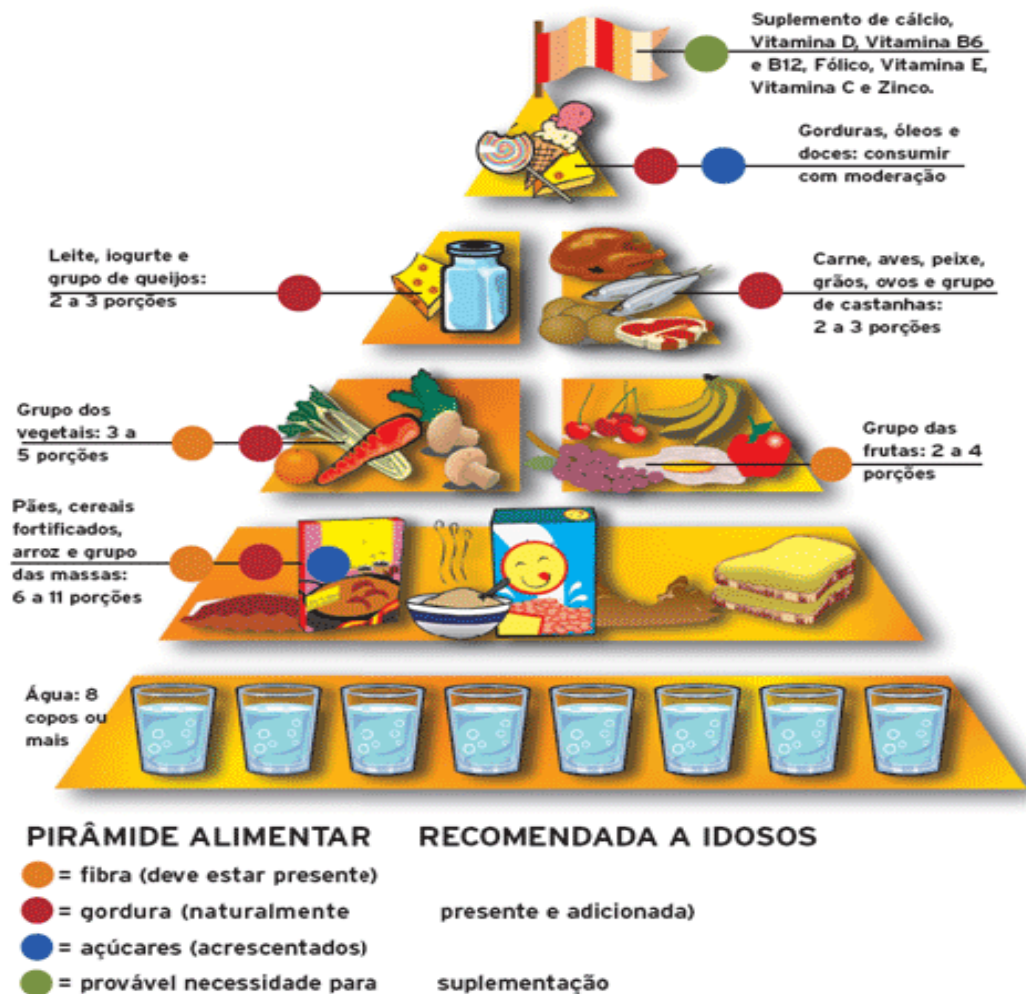 Suplemento de cálcio,
Vitamina D, Vitamina B6
e B12, Fólico, Vitamina E,
Vitamina C e Zinco.
Gorduras, óleos e
doces: consumir
com moderação
Leite, iogurte e
grupo de queijos:
2 a 3 porções
Carne, aves, peixe,
grãos, ovos e grupo
de castanhas:
2 a 3 porções
Grupo dos
vegetais: 3 a
5 porções
Grupo das
frutas: 2 a 4
porções
Pães, cereais
fortificados,
arroz e grupo
das massas:
6 a 11 porções
Água: 8
copos ou
mais
PIRÂMIDE ALIMENTAR RECOMENDADA A IDOSOS
= fibra (deve estar presente)
= gordura (naturalmente presente e adicionada)
= açúcares (acrescentados)
= provável necessidade para suplementação